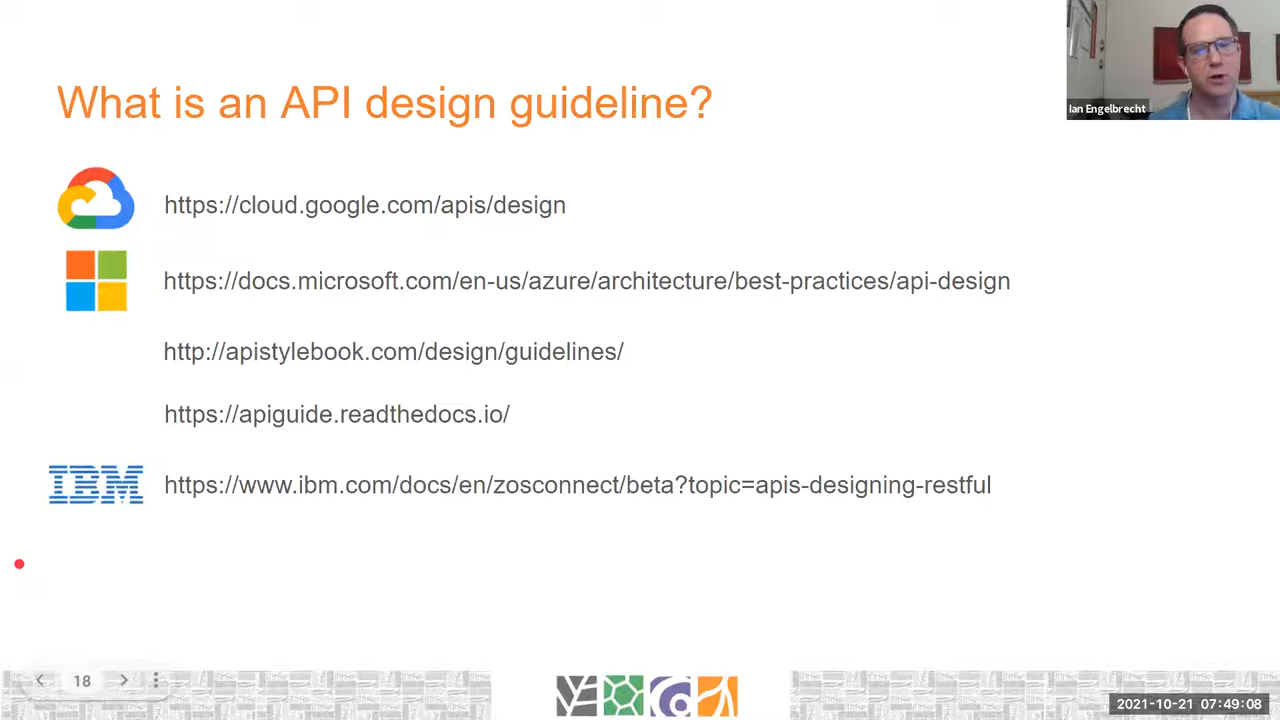 What is an API design guideline?
Ian Engelbrecht
https://cloud.google.com/apis/design
https://docs.microsoft.com/en-us/azure/architecture/best-practices/api-design
http://apistylebook.com/design/guidelines/
https://apiguide.readthedocs.io/
IBM https://www.ibm.com/docs/en/zosconnect/beta?topic=apis-designing-restful
18
2021-10-21 07:49:08